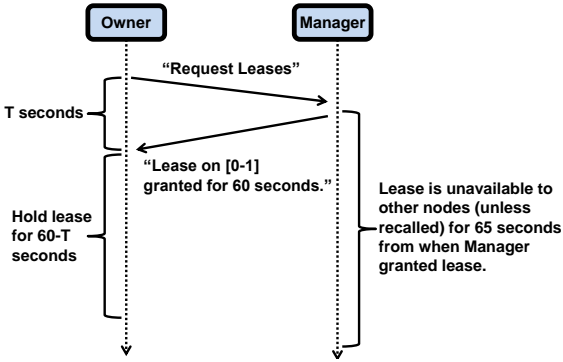 Owner
Manager
“Request Leases”
T seconds
“Lease on [0-1]
granted for 60 seconds.”
Hold lease
for 60-T
seconds
Lease is unavailable to
other nodes (unless
recalled) for 65 seconds
from when Manager
granted lease.